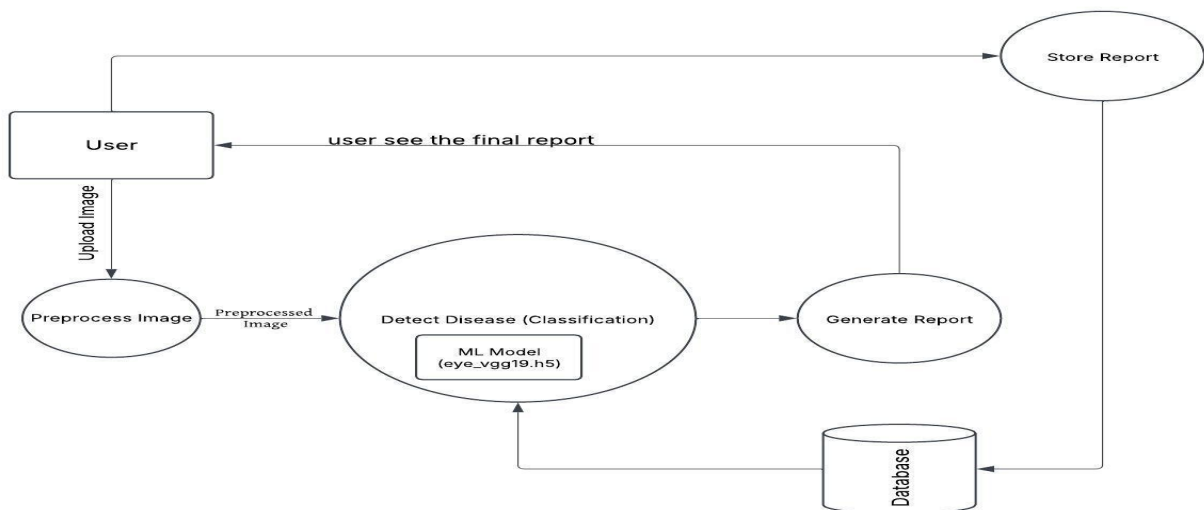 Store Report
User
user see the final report
Upload Image
Preprocess Image
Preprocessed
Image
Detect Disease (Classification)
ML Model
(eye_vgg19.h5)
Generate Report
Database